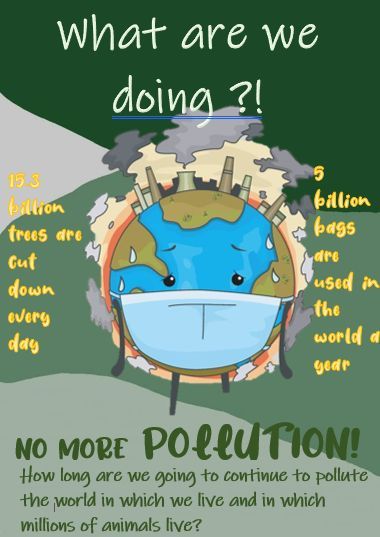 What are we
doing ?!
15.3
billion
trees are
cut
down
every
day
5
billion
bags
are
used in
the
world a
year
NO MORE POLLUTION!
How long are we going to continue to pollute
the world in which we live and in which
millions of animals live?